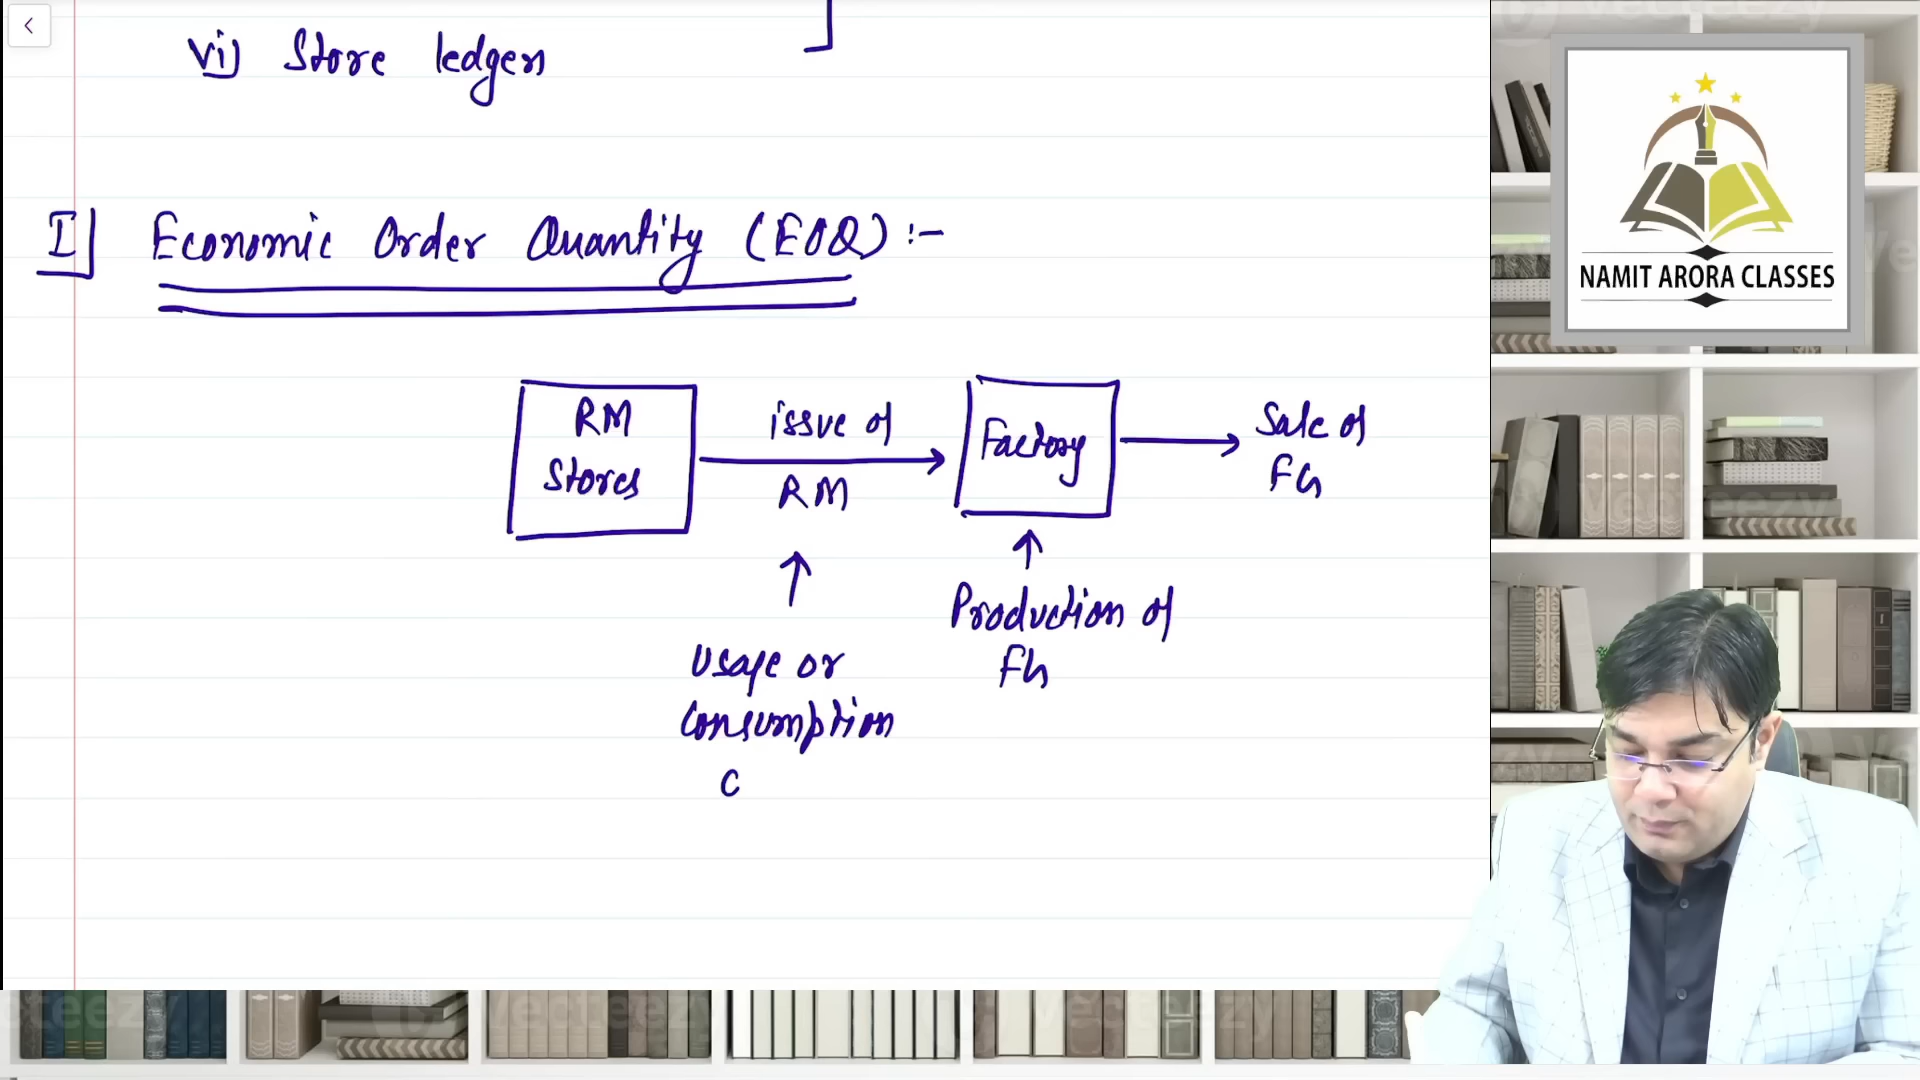 vi) Store ledger
I] Economic Order Quantity (EOQ) :-
RM
Stores
issue of
RM
Factory
Sale of
FG
Usage or
Consumption
C
Production of
FG
NAMIT ARORA CLASSES